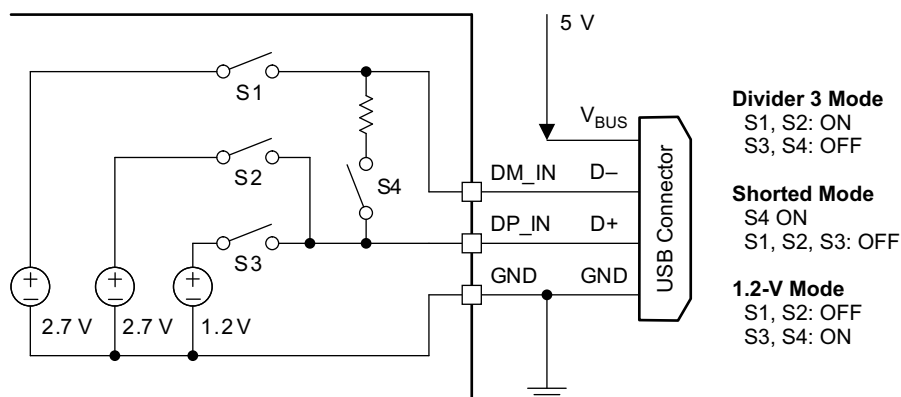 5 V
S1
V_BUS
S2
S4
DM_IN D–
S3
DP_IN D+
GND GND
2.7 V 2.7 V 1.2 V
USB Connector
Divider 3 Mode
S1, S2: ON
S3, S4: OFF
Shorted Mode
S4 ON
S1, S2, S3: OFF
1.2-V Mode
S1, S2: OFF
S3, S4: ON